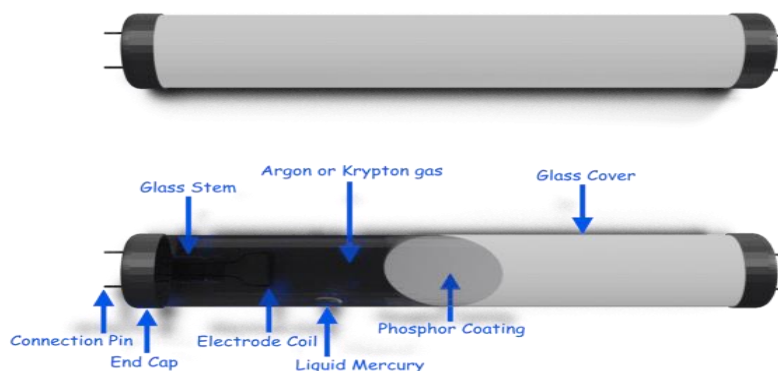 Argon or Krypton gas
Glass Cover
Glass Stem
Connection Pin
End Cap
Electrode Coil
Liquid Mercury
Phosphor Coating